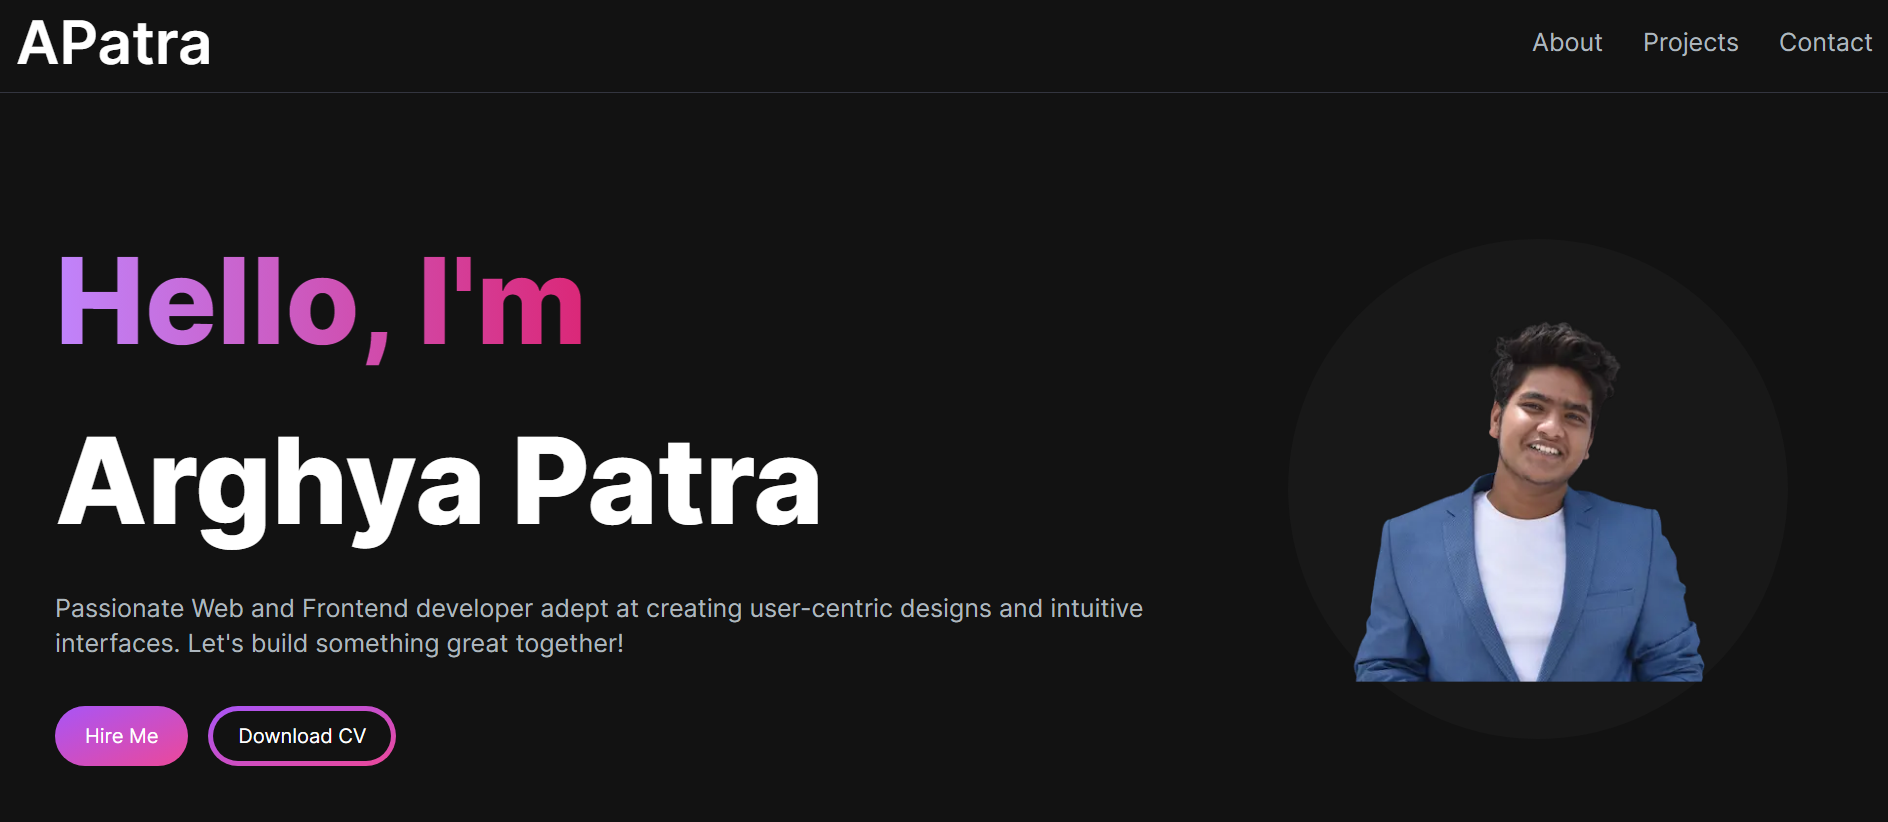 APatra
About Projects Contact
Hello, I'm
Arghya Patra
Passionate Web and Frontend developer adept at creating user-centric designs and intuitive
interfaces. Let's build something great together!
Hire Me Download CV